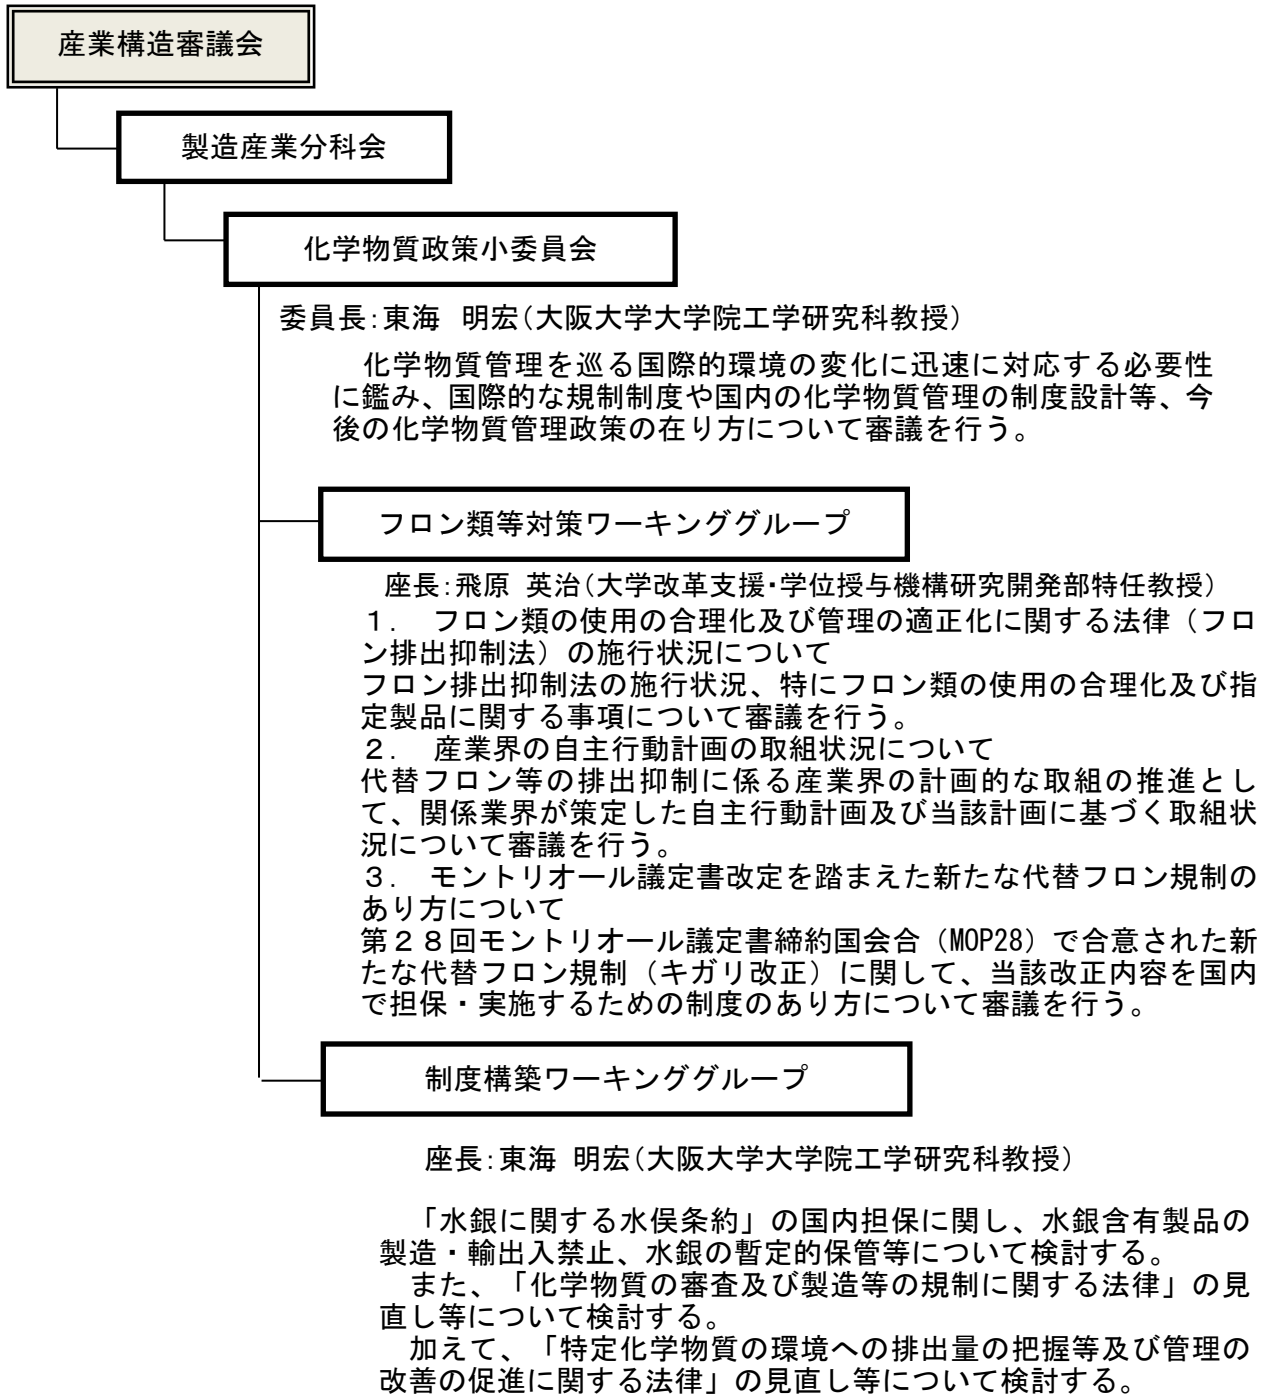 産業構造審議会
製造産業分科会
化学物質政策小委員会
委員長:東海　明宏(大阪大学大学院工学研究科教授)
　化学物質管理を巡る国際的環境の変化に迅速に対応する必要性
に鑑み、国際的な規制制度や国内の化学物質管理の制度設計等、今
後の化学物質管理政策の在り方について審議を行う。
フロン類等対策ワーキンググループ
座長:飛原 英治(大学改革支援・学位授与機構研究開発部特任教授)
１．　フロン類の使用の合理化及び管理の適正化に関する法律（フロ
ン排出抑制法）の施行状況について
フロン排出抑制法の施行状況、特にフロン類の使用の合理化及び指
定製品に関する事項について審議を行う。
２．　産業界の自主行動計画の取組状況について
代替フロン等の排出抑制に係る産業界の計画的な取組の推進とし
て、関係業界が策定した自主行動計画及び当該計画に基づく取組状
況について審議を行う。
３．　モントリオール議定書改定を踏まえた新たな代替フロン規制の
あり方について
第２８回モントリオール議定書締約国会合（MOP28）で合意された新
たな代替フロン規制（キガリ改正）に関して、当該改正内容を国内
で担保・実施するための制度のあり方について審議を行う。
制度構築ワーキンググループ
座長:東海 明宏(大阪大学大学院工学研究科教授)
　「水銀に関する水俣条約」の国内担保に関し、水銀含有製品の
製造・輸出入禁止、水銀の暫定的保管等について検討する。
　また、「化学物質の審査及び製造等の規制に関する法律」の見
直し等について検討する。
　加えて、「特定化学物質の環境への排出量の把握等及び管理の
改善の促進に関する法律」の見直し等について検討する。